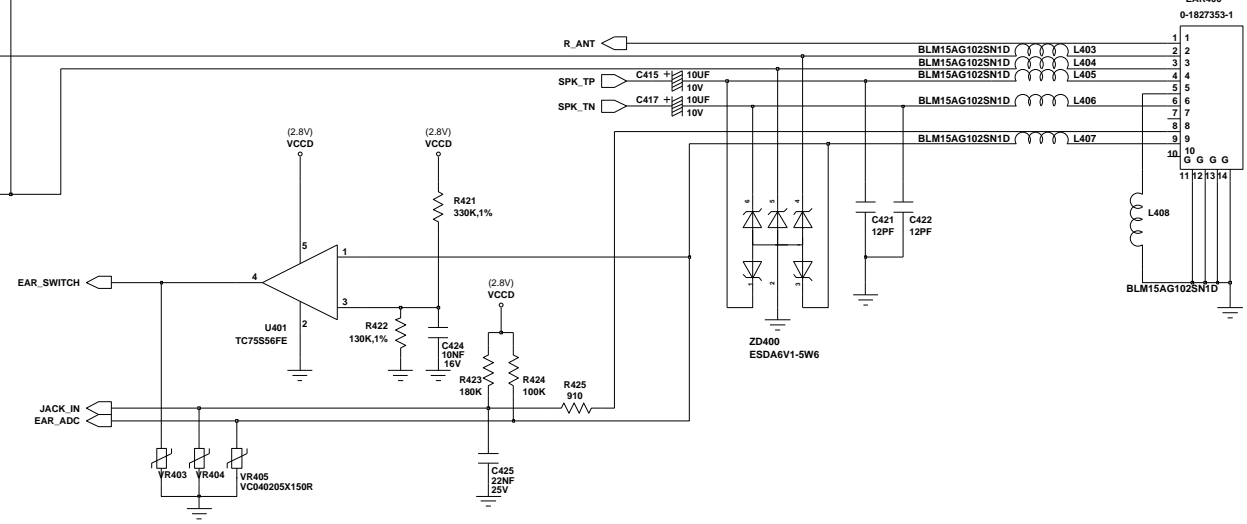 0-1827353-1
R_ANT
1 1
BLM15AG102SN1D L403
2 2
BLM15AG102SN1D L404
3 3
BLM15AG102SN1D L405
4 4
SPK_TP C415 + 10UF
10V
5 5
SPK_TN C417 + 10UF
10V
BLM15AG102SN1D L406
6 6
7 7
8 8
BLM15AG102SN1D L407
9 9
10 10
G G G G
11 12 13 14
(2.8V)
VCCD
(2.8V)
VCCD
R421
330K,1%
6 5 4
C421
12PF
C422
12PF
L408
BLM15AG102SN1D
1 2 3
ZD400
ESDA6V1-5W6
5
1
EAR_SWITCH
4
3
2
U401
TC75S56FE
R422
130K,1%
C424
10NF
16V
(2.8V)
VCCD
R423
180K
R424
100K
R425
910
JACK_IN
EAR_ADC
VR403
VR404
VR405
VC040205X150R
C425
22NF
25V